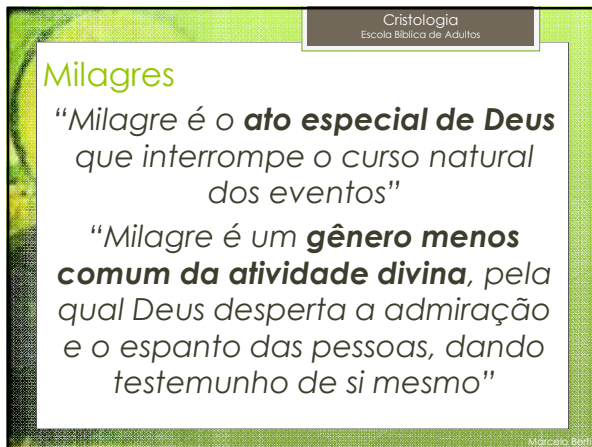 Cristologia
Escola Bíblica de Adultos
Milagres
“Milagre é o ato especial de Deus
que interrompe o curso natural
dos eventos”
“Milagre é um gênero menos
comum da atividade divina, pela
qual Deus desperta a admiração
e o espanto das pessoas, dando
testemunho de si mesmo”
Marcelo Berti